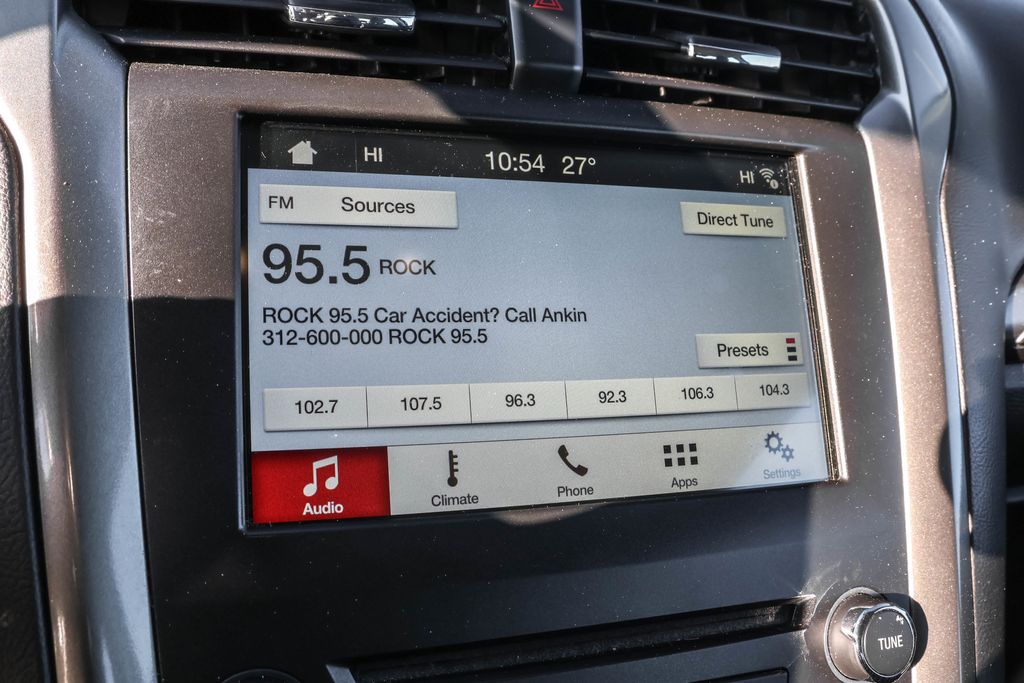 HI 10:54 27° HI
FM Sources
Direct Tune
95.5 ROCK
ROCK 95.5 Car Accident? Call Ankin
312-600-000 ROCK 95.5
Presets
102.7 107.5 96.3 92.3 106.3 104.3
Audio Climate Phone Apps Settings
TUNE